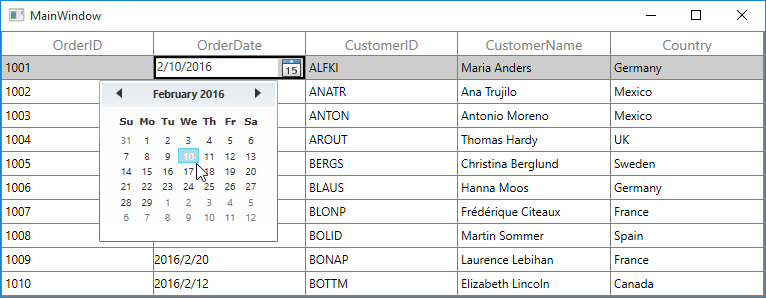 MainWindow
OrderID OrderDate CustomerID CustomerName Country
1001 2/10/2016 15 ALFKI Maria Anders Germany
1002 ANATR Ana Trujilo Mexico
1003 ANTON Antonio Moreno Mexico
1004 AROUT Thomas Hardy UK
1005 BERGS Christina Berglund Sweden
1006 BLAUS Hanna Moos Germany
1007 BLONP Frédérique Citeaux France
1008 BOLID Martin Sommer Spain
1009 2016/2/20 BONAP Laurence Lebihan France
1010 2016/2/12 BOTTM Elizabeth Lincoln Canada
February 2016
Su Mo Tu We Th Fr Sa
31 1 2 3 4 5 6
7 8 9 10 11 12 13
14 15 16 17 18 19 20
21 22 23 24 25 26 27
28 29 1 2 3 4 5
6 7 8 9 10 11 12